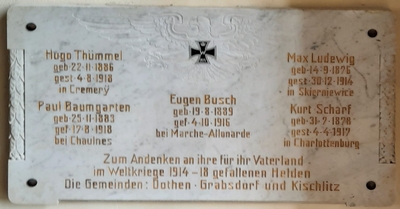 Hugo Thümmel
geb·22·11·1886
gest·4·8·1918
in Cremery
Paul Baumgarten
geb·25·11·1883
gef·17·8·1918
bei Chaulnes
Eugen Busch
geb·19·8·1889
gef·4·10·1916
bei Marche-Allonarde
Max Ludewig
geb·14·9·1876
gest·30·12·1914
in Skierniewice
Kurt Scharf
geb·31·7·1878
gest·4·4·1917
in Charlottenburg
Zum Andenken an ihre für ihr Vaterland
im Weltkriege 1914-18 gefallenen Helden
Die Gemeinden: Dothen·Grabsdorf und Kischlitz